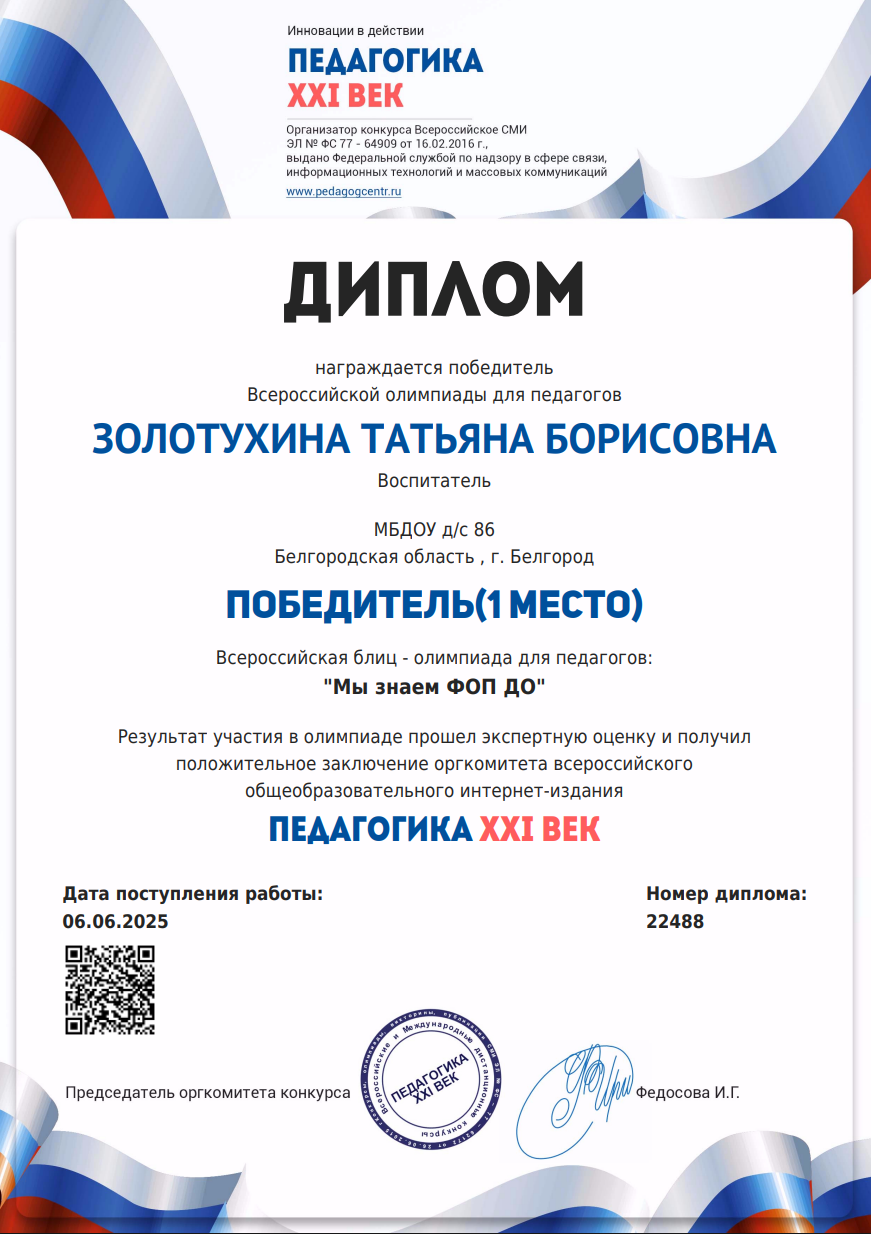 Инновации в действии
ПЕДАГОГИКА
XXI ВЕК
Организатор конкурса Всероссийское СМИ
ЭЛ № ФС 77 - 64909 от 16.02.2016 г.,
выдано Федеральной службой по надзору в сфере связи,
информационных технологий и массовых коммуникаций
www.pedagogcentr.ru
ДИПЛОМ
награждается победитель
Всероссийской олимпиады для педагогов
ЗОЛОТУХИНА ТАТЬЯНА БОРИСОВНА
Воспитатель
МБДОУ д/с 86
Белгородская область , г. Белгород
ПОБЕДИТЕЛЬ(1 МЕСТО)
Всероссийская блиц - олимпиада для педагогов:
"Мы знаем ФОП ДО"
Результат участия в олимпиаде прошел экспертную оценку и получил
положительное заключение оргкомитета всероссийского
общеобразовательного интернет-издания
ПЕДАГОГИКА XXI ВЕК
Дата поступления работы:
06.06.2025
Номер диплома:
22488
Председатель оргкомитета конкурса
Всероссийские и Международные дистанционные конкурсы
ПЕДАГОГИКА
XXI ВЕК
Федосова И.Г.